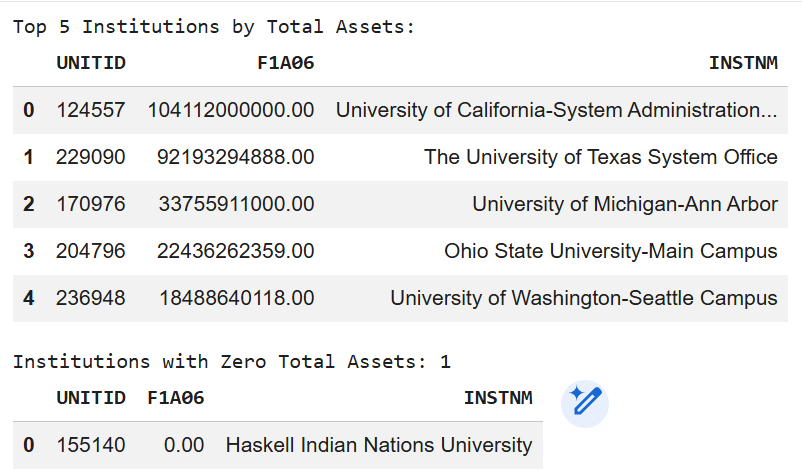 Top 5 Institutions by Total Assets:
UNITID F1A06 INSTNM
0 124557 104112000000.00 University of California-System Administration...
1 229090 92193294888.00 The University of Texas System Office
2 170976 33755911000.00 University of Michigan-Ann Arbor
3 204796 22436262359.00 Ohio State University-Main Campus
4 236948 18488640118.00 University of Washington-Seattle Campus
Institutions with Zero Total Assets: 1
UNITID F1A06 INSTNM
0 155140 0.00 Haskell Indian Nations University